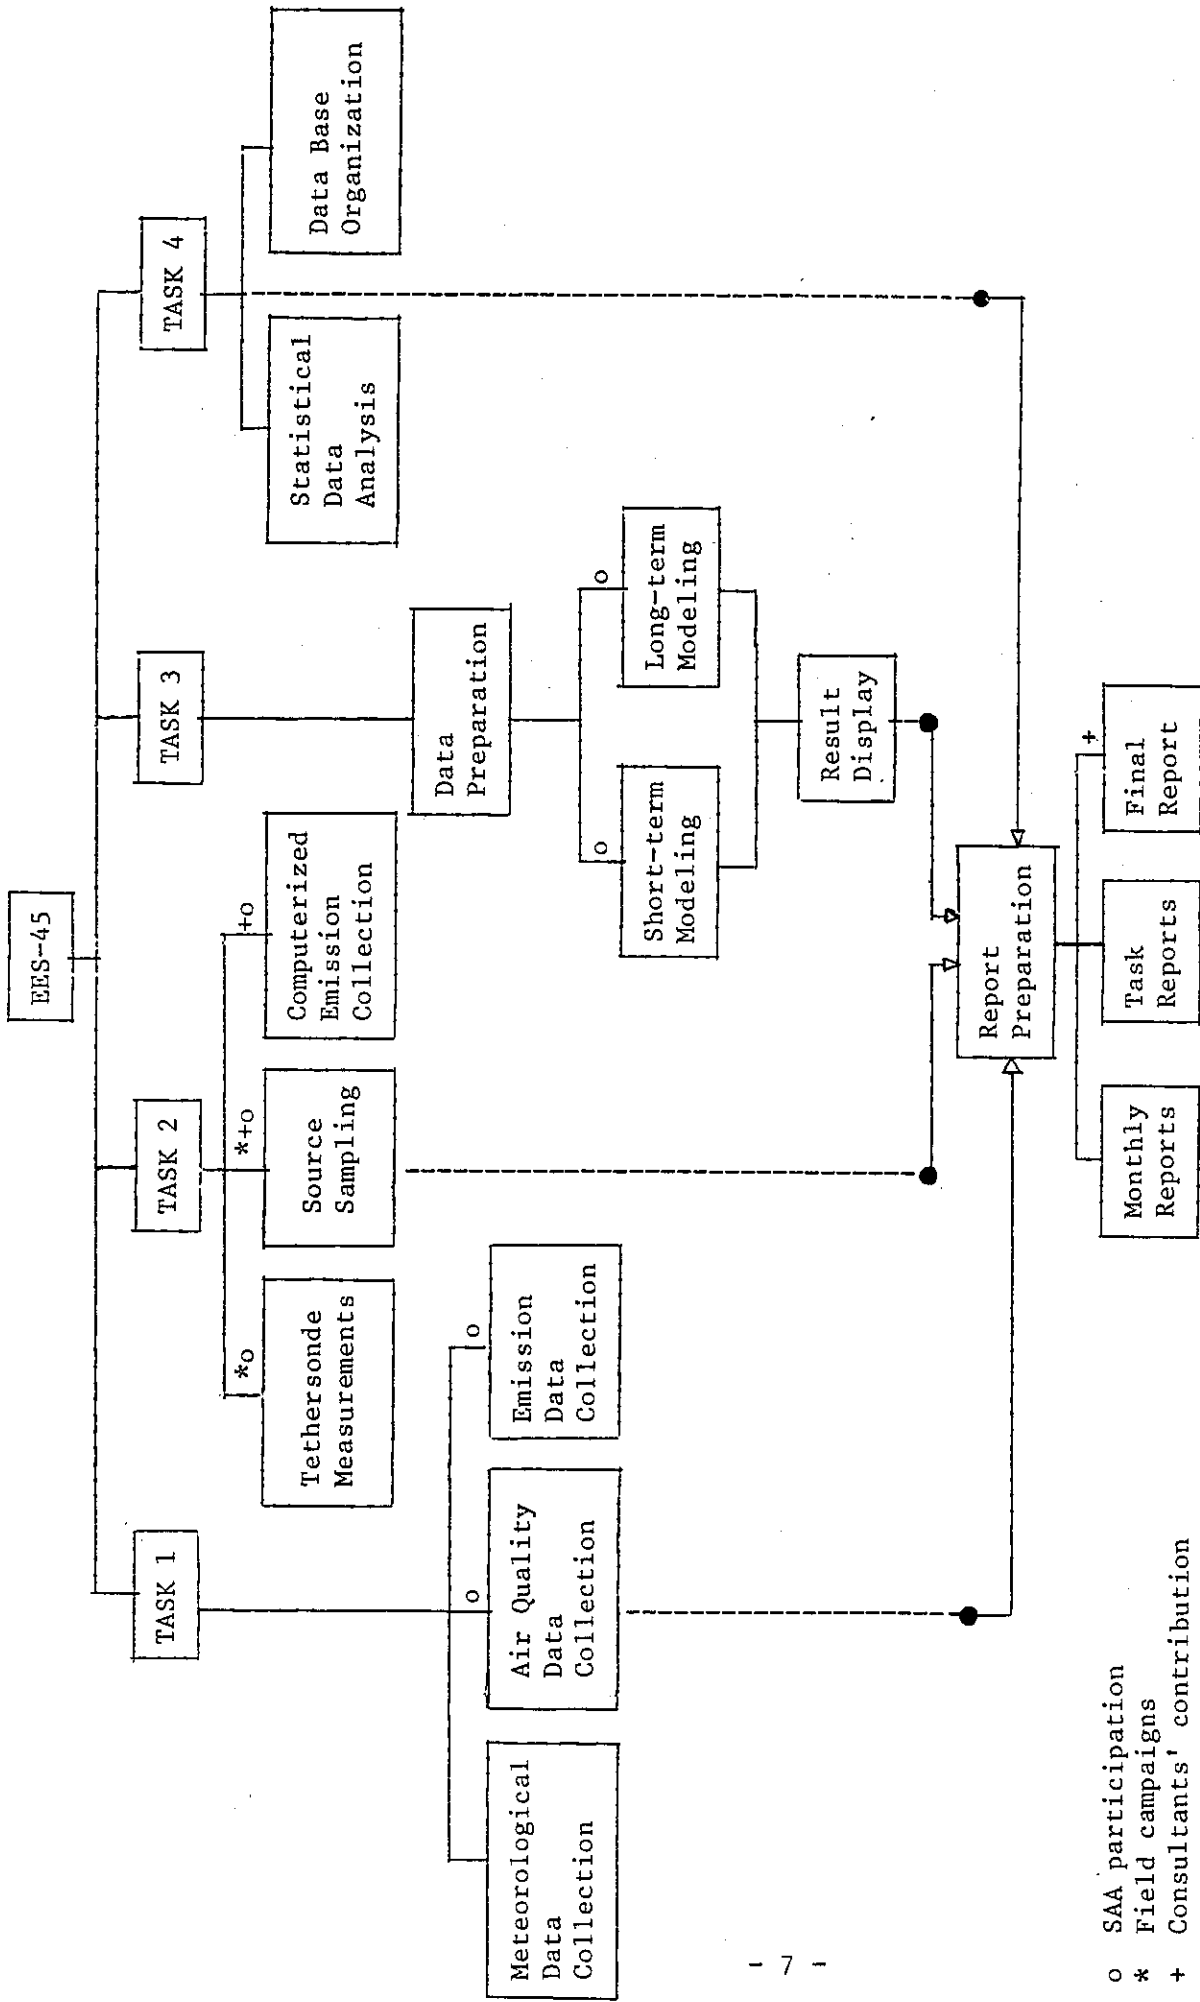 EES-45
TASK 1
TASK 2
TASK 3
TASK 4
*o
*+o
+o
Tethersonde
Measurements
Source
Sampling
Computerized
Emission
Collection
Statistical
Data
Analysis
Data Base
Organization
o
o
Meteorological
Data
Collection
Air Quality
Data
Collection
Emission
Data
Collection
Data
Preparation
o
o
Short-term
Modeling
Long-term
Modeling
Result
Display
Report
Preparation
+
Monthly
Reports
Task
Reports
Final
Report
o SAA participation
* Field campaigns
+ Consultants' contribution
- 7 -